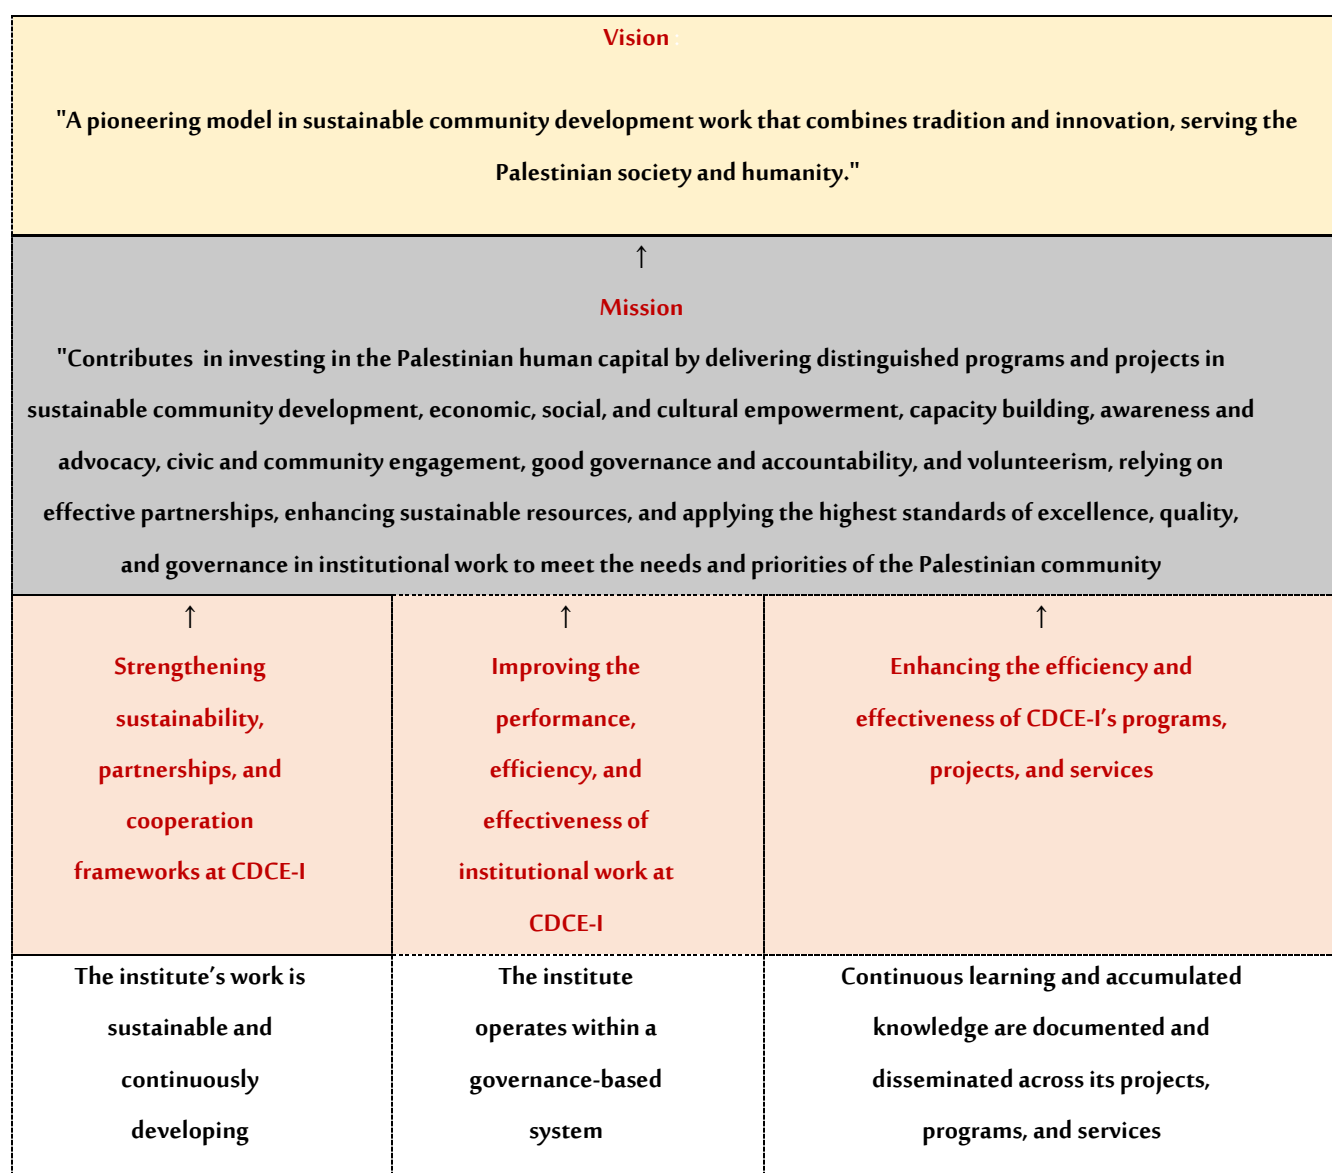 Vision
"A pioneering model in sustainable community development work that combines tradition and innovation, serving the
Palestinian society and humanity."
↑
Mission
"Contributes in investing in the Palestinian human capital by delivering distinguished programs and projects in
sustainable community development, economic, social, and cultural empowerment, capacity building, awareness and
advocacy, civic and community engagement, good governance and accountability, and volunteerism, relying on
effective partnerships, enhancing sustainable resources, and applying the highest standards of excellence, quality,
and governance in institutional work to meet the needs and priorities of the Palestinian community
↑
Strengthening
sustainability,
partnerships, and
cooperation
frameworks at CDCE-I
↑
Improving the
performance,
efficiency, and
effectiveness of
institutional work at
CDCE-I
↑
Enhancing the efficiency and
effectiveness of CDCE-I’s programs,
projects, and services
The institute’s work is
sustainable and
continuously
developing
The institute
operates within a
governance-based
system
Continuous learning and accumulated
knowledge are documented and
disseminated across its projects,
programs, and services